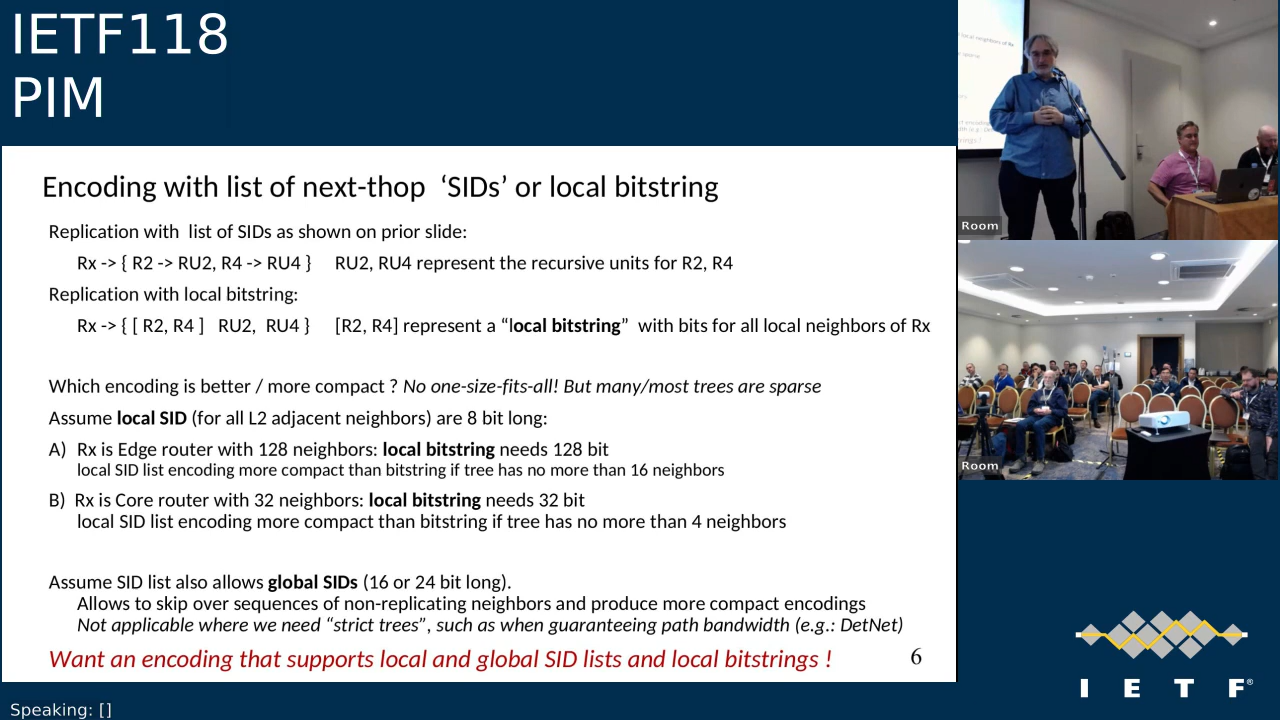 IETF118
PIM
Encoding with list of next-thop ‘SIDs’ or local bitstring
Replication with list of SIDs as shown on prior slide:
Rx -> { R2 -> RU2, R4 -> RU4 } RU2, RU4 represent the recursive units for R2, R4
Replication with local bitstring:
Rx -> { [ R2, R4 ] RU2, RU4 } [R2, R4] represent a “local bitstring” with bits for all local neighbors of Rx
Which encoding is better / more compact ? No one-size-fits-all! But many/most trees are sparse
Assume local SID (for all L2 adjacent neighbors) are 8 bit long:
A) Rx is Edge router with 128 neighbors: local bitstring needs 128 bit
local SID list encoding more compact than bitstring if tree has no more than 16 neighbors
B) Rx is Core router with 32 neighbors: local bitstring needs 32 bit
local SID list encoding more compact than bitstring if tree has no more than 4 neighbors
Assume SID list also allows global SIDs (16 or 24 bit long).
Allows to skip over sequences of non-replicating neighbors and produce more compact encodings
Not applicable where we need “strict trees”, such as when guaranteeing path bandwidth (e.g.: DetNet)
Want an encoding that supports local and global SID lists and local bitstrings !
6
Speaking: []
Room
Room
I E T F®